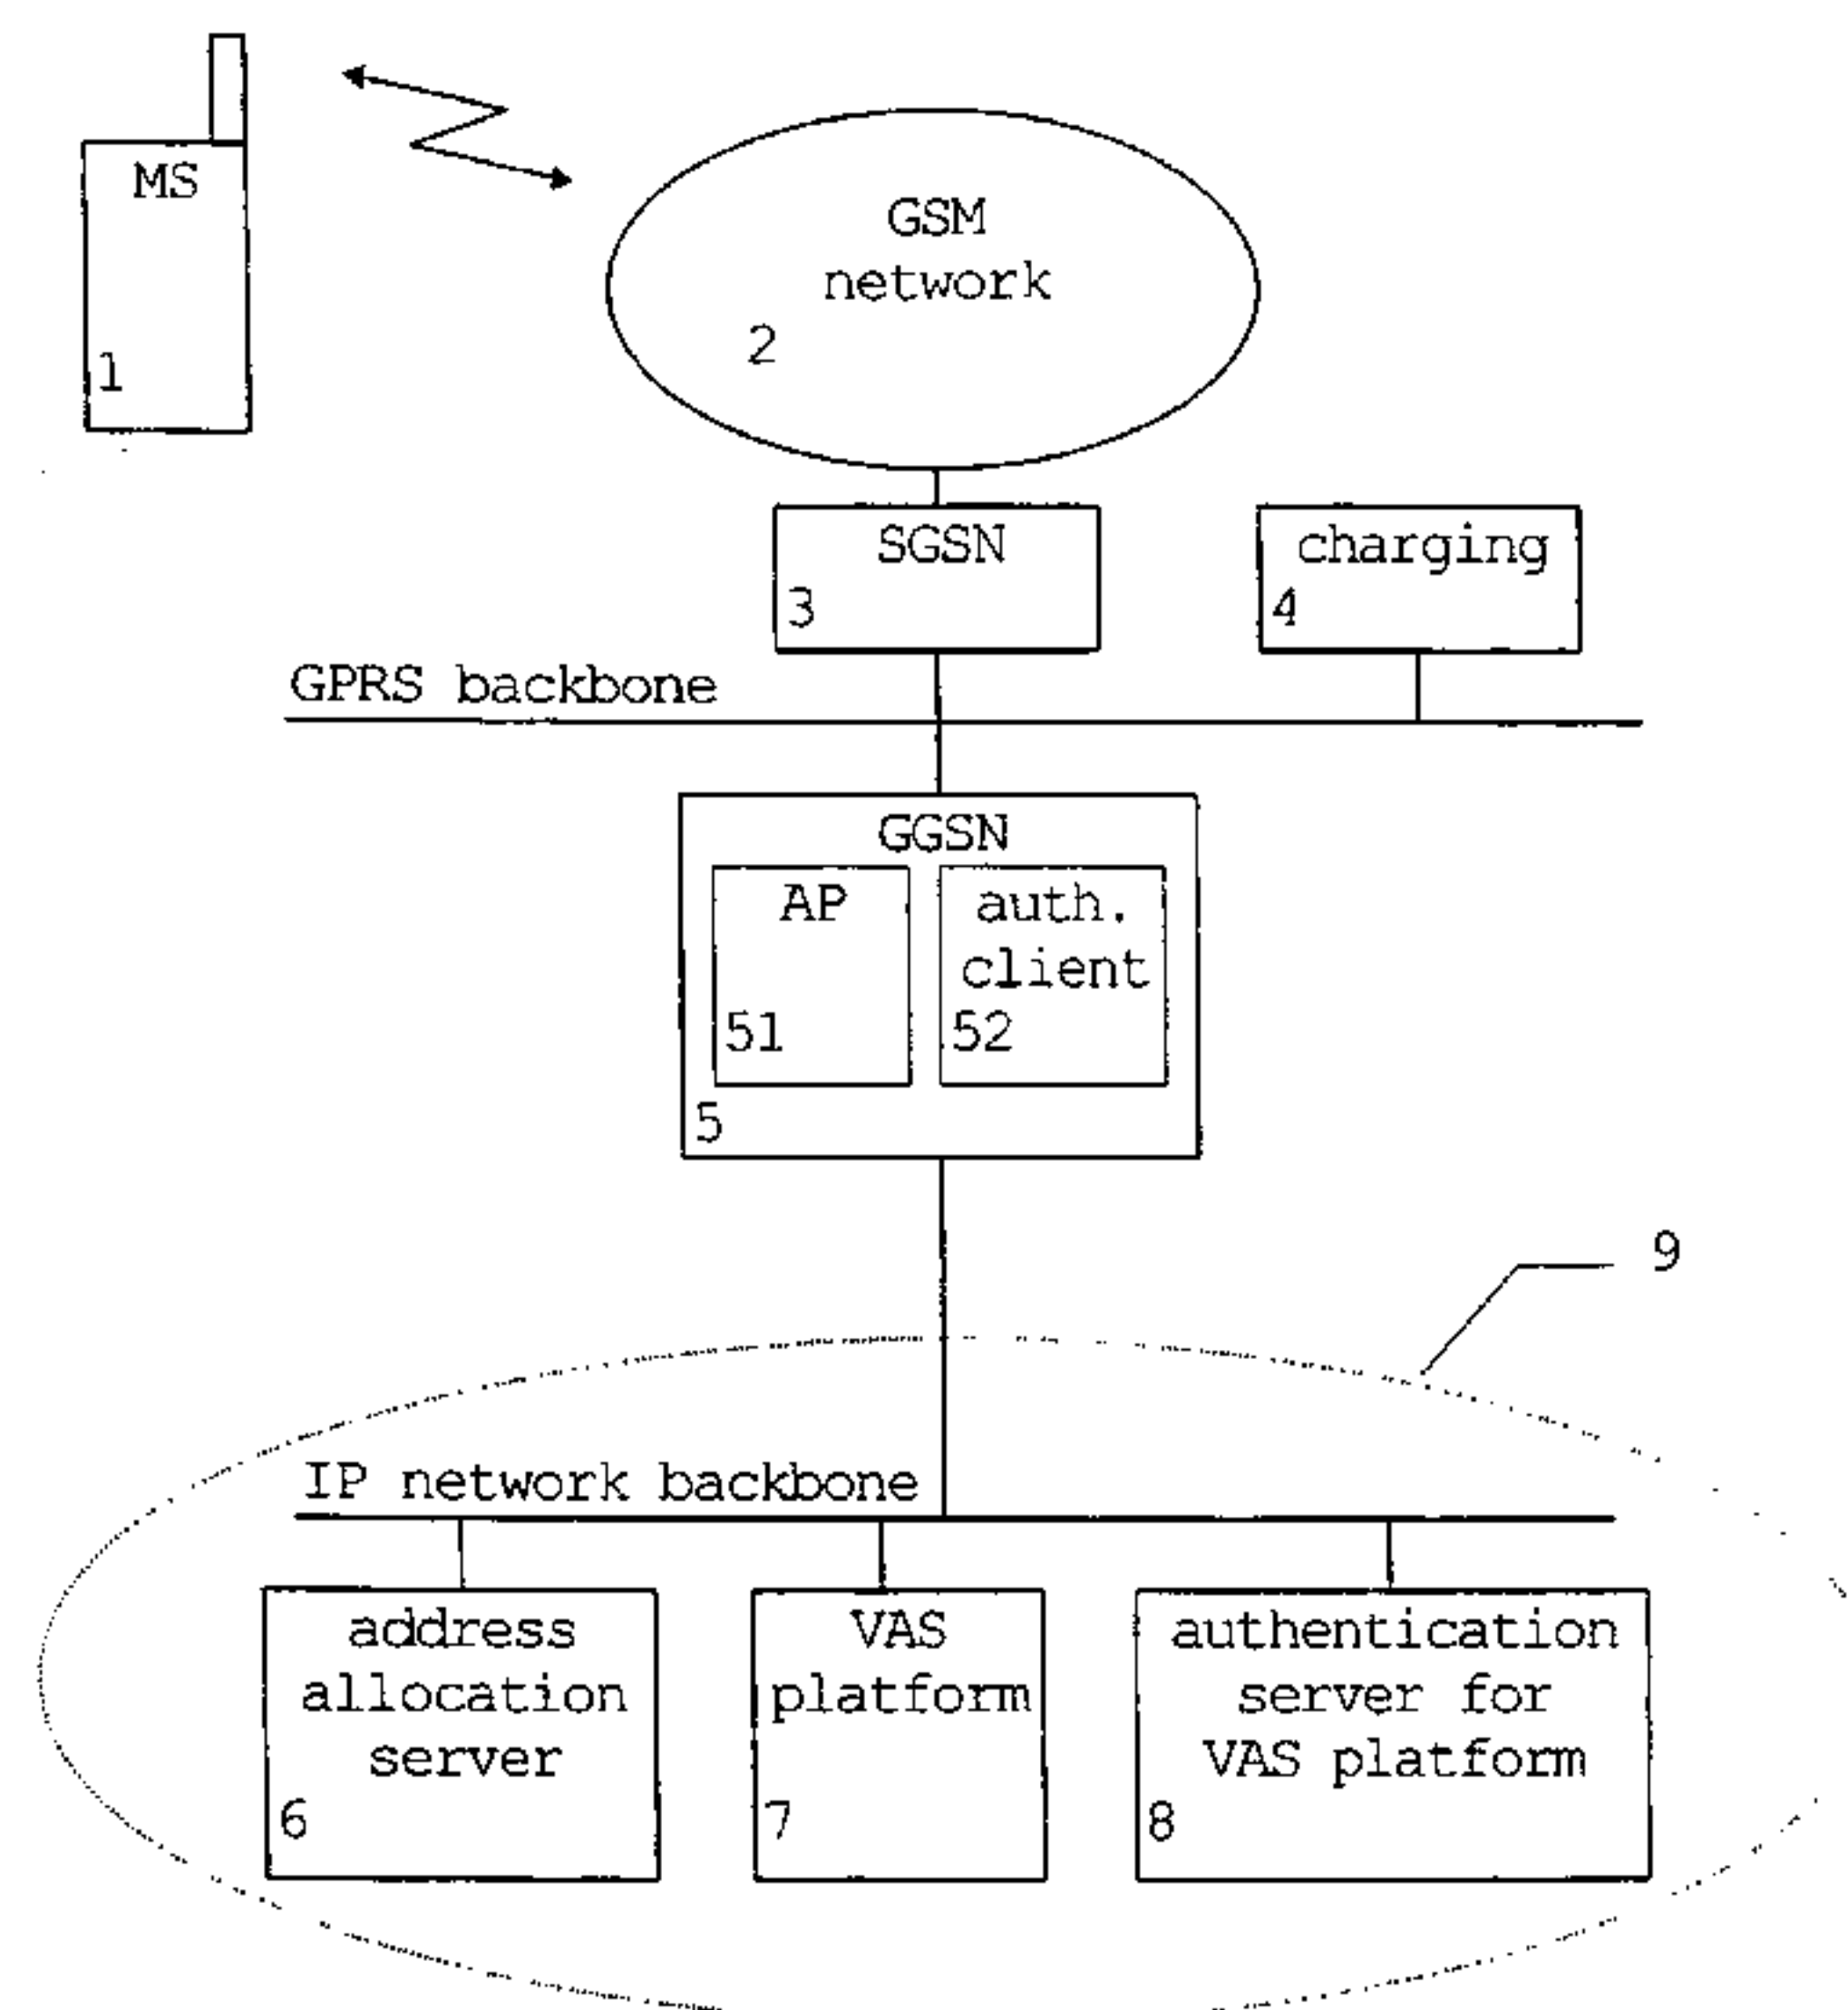 MS
1
GSM
network
2
SGSN
3
charging
4
GPRS backbone
GGSN
AP
51
auth.
client
52
5
9
IP network backbone
address
allocation
server
6
VAS
platform
7
authentication
server for
VAS platform
8